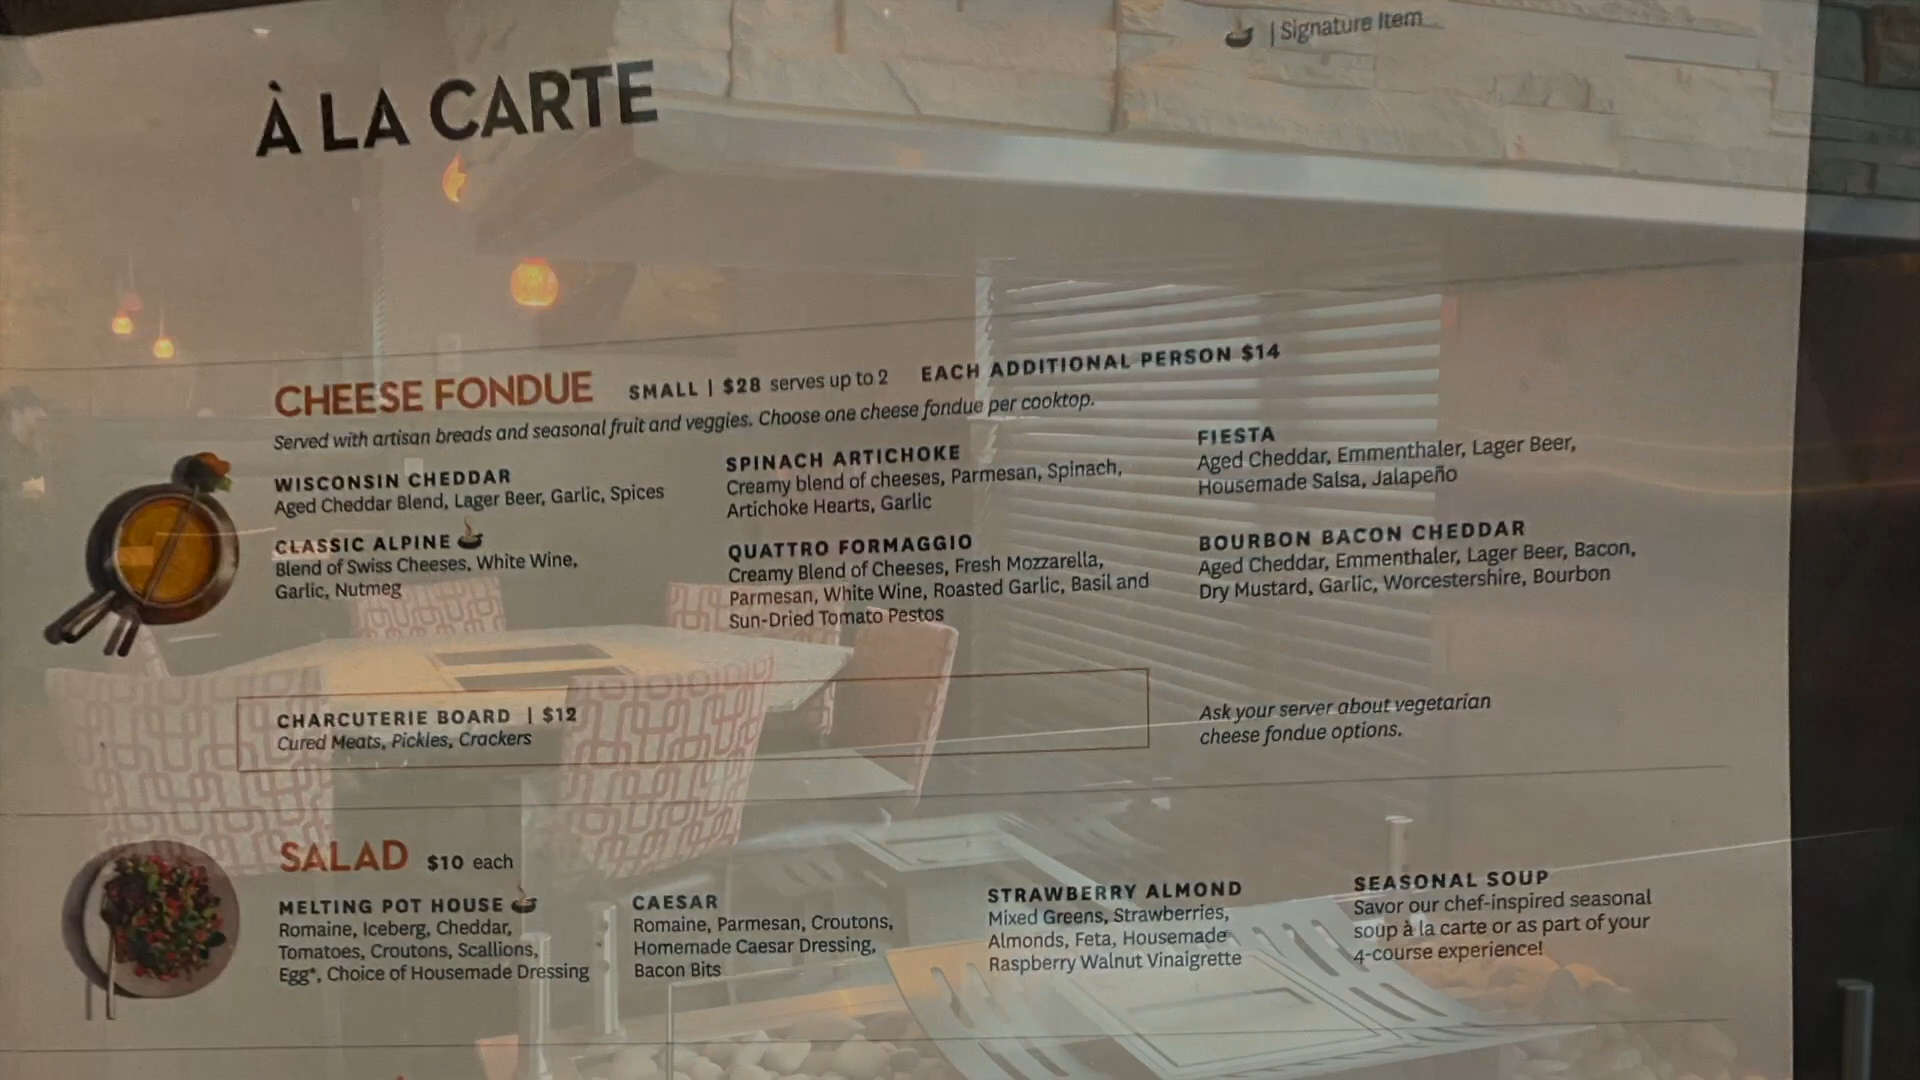 | Signature Item
À LA CARTE
CHEESE FONDUE SMALL | $28 serves up to 2 EACH ADDITIONAL PERSON $14
Served with artisan breads and seasonal fruit and veggies. Choose one cheese fondue per cooktop.
WISCONSIN CHEDDAR
Aged Cheddar Blend, Lager Beer, Garlic, Spices
CLASSIC ALPINE
Blend of Swiss Cheeses, White Wine,
Garlic, Nutmeg
SPINACH ARTICHOKE
Creamy blend of cheeses, Parmesan, Spinach,
Artichoke Hearts, Garlic
QUATTRO FORMAGGIO
Creamy Blend of Cheeses, Fresh Mozzarella,
Parmesan, White Wine, Roasted Garlic, Basil and
Sun-Dried Tomato Pestos
FIESTA
Aged Cheddar, Emmenthaler, Lager Beer,
Housemade Salsa, Jalapeño
BOURBON BACON CHEDDAR
Aged Cheddar, Emmenthaler, Lager Beer, Bacon,
Dry Mustard, Garlic, Worcestershire, Bourbon
CHARCUTERIE BOARD | $12
Cured Meats, Pickles, Crackers
Ask your server about vegetarian
cheese fondue options.
SALAD $10 each
MELTING POT HOUSE
Romaine, Iceberg, Cheddar,
Tomatoes, Croutons, Scallions,
Egg*, Choice of Housemade Dressing
CAESAR
Romaine, Parmesan, Croutons,
Homemade Caesar Dressing,
Bacon Bits
STRAWBERRY ALMOND
Mixed Greens, Strawberries,
Almonds, Feta, Housemade
Raspberry Walnut Vinaigrette
SEASONAL SOUP
Savor our chef-inspired seasonal
soup à la carte or as part of your
4-course experience!